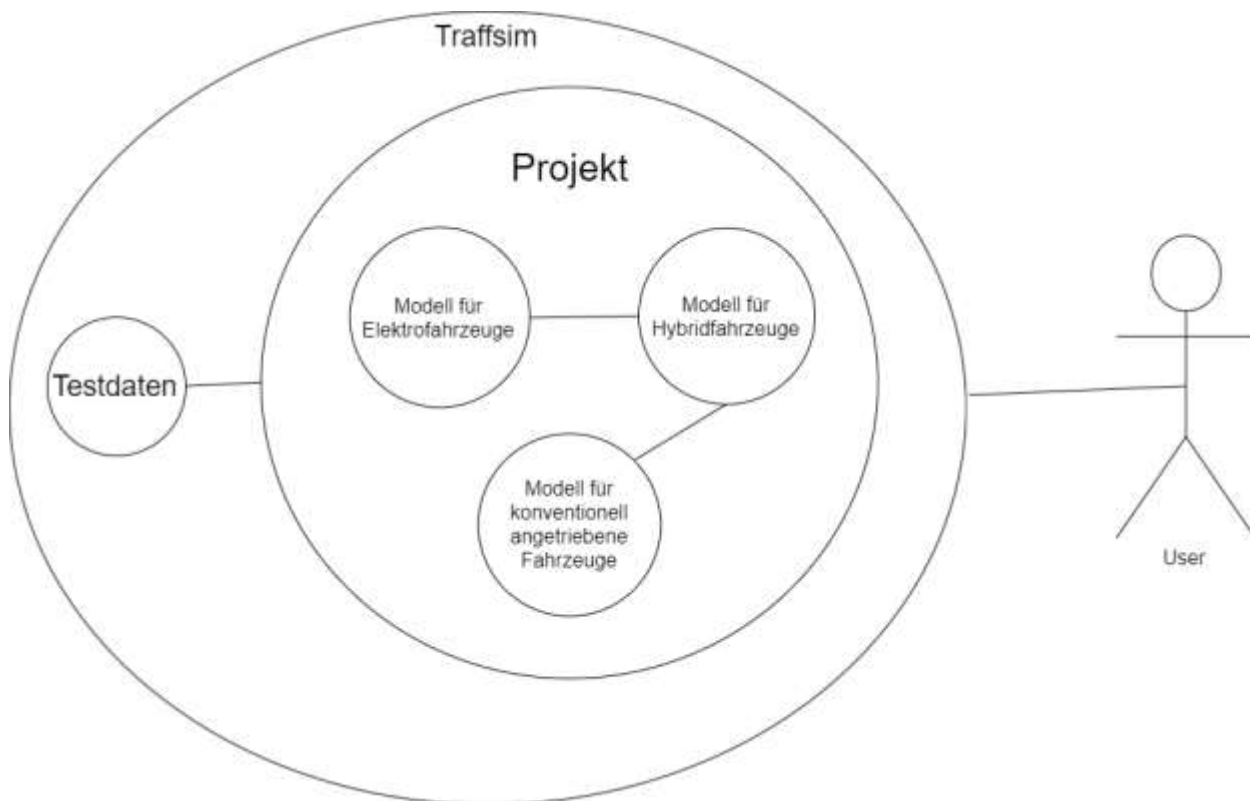 Traffsim
Projekt
Modell für
Elektrofahrzeuge
Modell für
Hybridfahrzeuge
Testdaten
Modell für
konventionell
angetriebene
Fahrzeuge
User